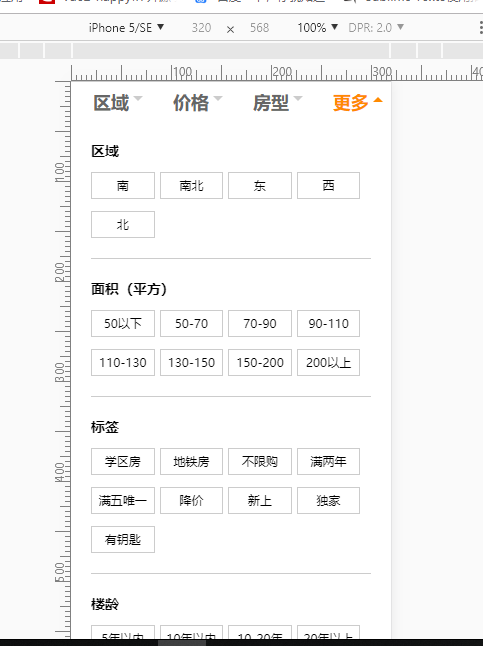 iPhone 5/SE ▼ 320 × 568 100% ▼ DPR: 2.0 ▼
100 200 300
区域 价格 房型 更多
区域
南 南北 东 西
北
面积（平方）
50以下 50-70 70-90 90-110
110-130 130-150 150-200 200以上
标签
学区房 地铁房 不限购 满两年
满五唯一 降价 新上 独家
有钥匙
楼龄
5年以内 10年以内 10-20年 20年以上
100
200
300
400
500